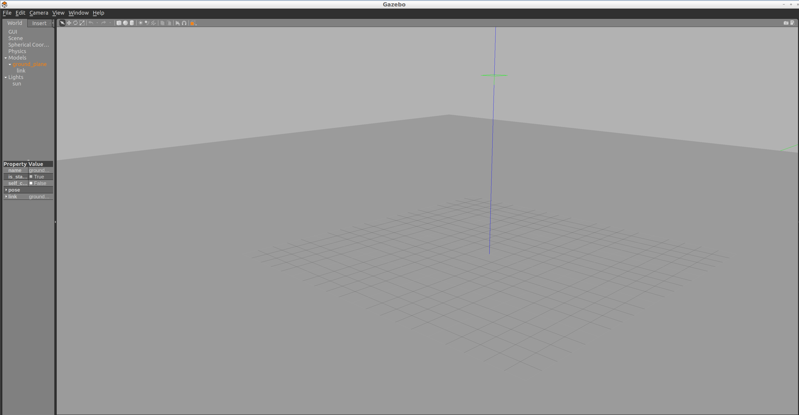 Gazebo
File Edit Camera View Window Help
World Insert
GUI
Scene
Spherical Coor...
Physics
Models
ground_plane
link
Lights
sun
Property Value
name ground...
is_sta... True
self_c... False
pose
link ground...